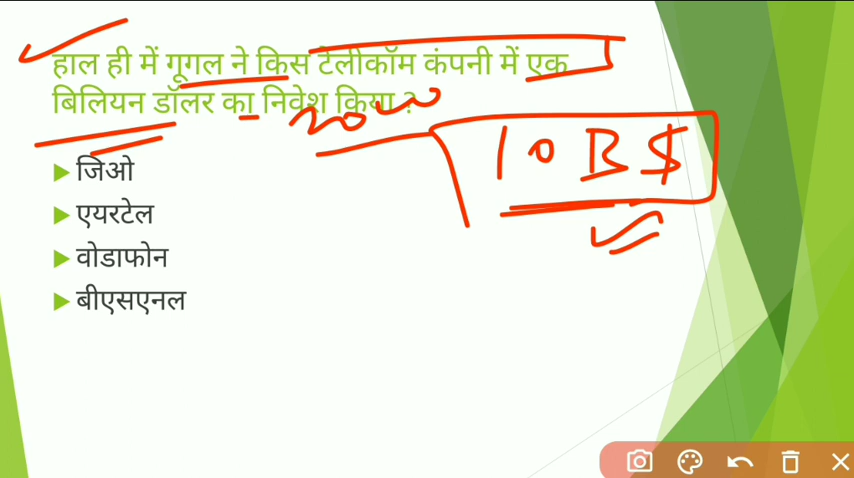 हाल ही में गूगल ने किस टेलीकॉम कंपनी में एक
बिलियन डॉलर का निवेश किया ?
10 B $
जिओ
एयरटेल
वोडाफोन
बीएसएनल